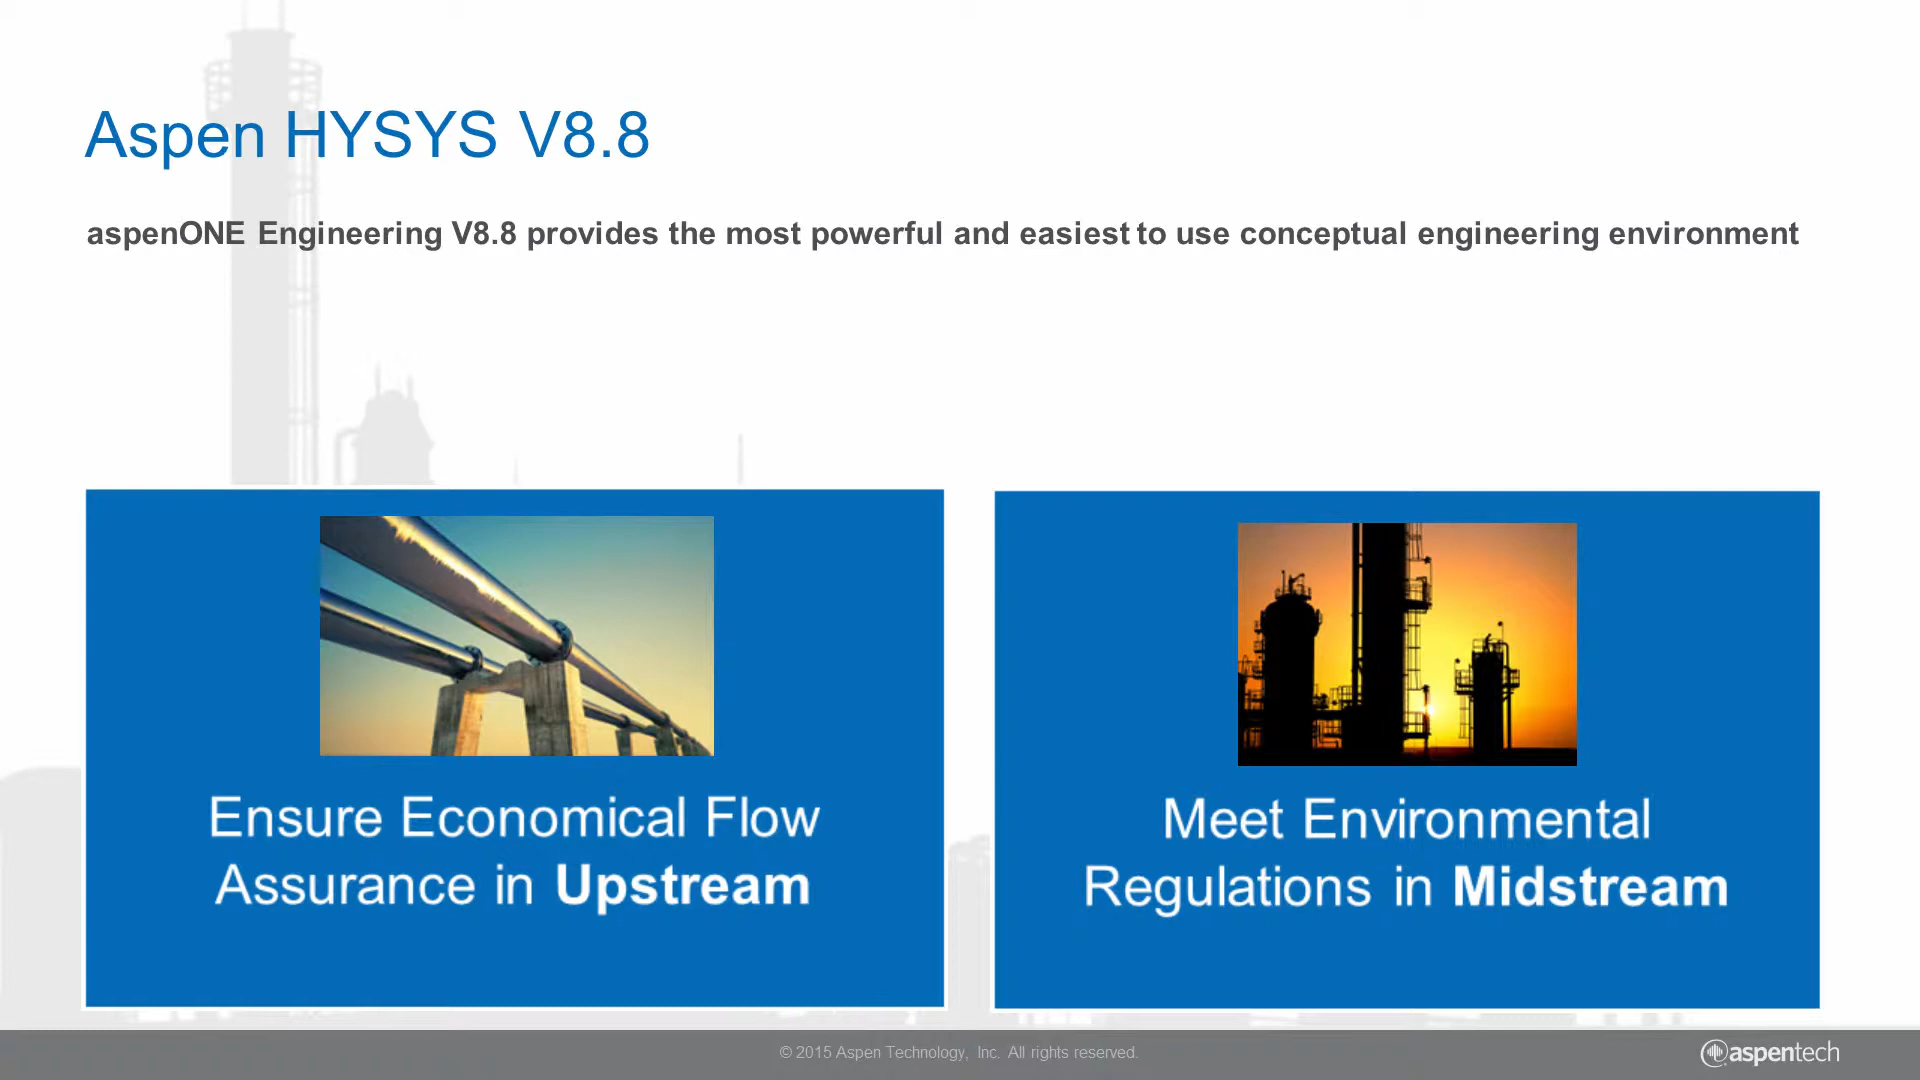 Aspen HYSYS V8.8
aspenONE Engineering V8.8 provides the most powerful and easiest to use conceptual engineering environment
Ensure Economical Flow
Assurance in Upstream
Meet Environmental
Regulations in Midstream
© 2015 Aspen Technology, Inc. All rights reserved.
aspentech